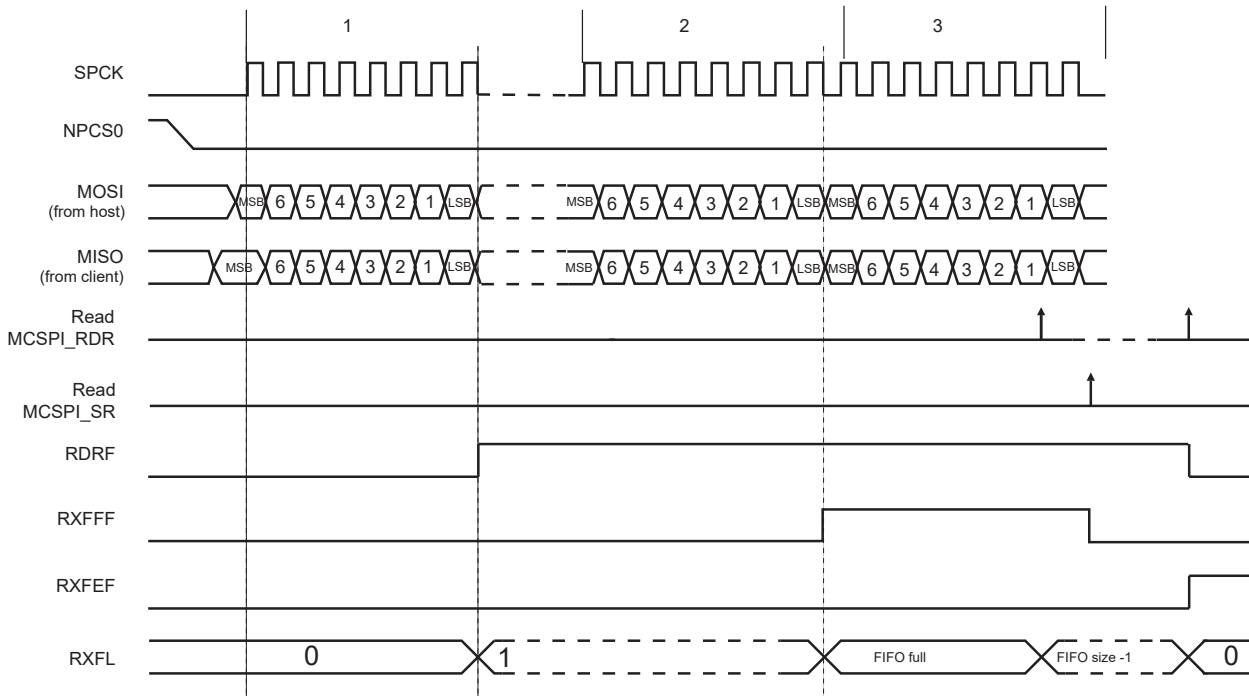 1 2 3
SPCK
NPCS0
MOSI
(from host)
MSB 6 5 4 3 2 1 LSB MSB 6 5 4 3 2 1 LSB MSB 6 5 4 3 2 1 LSB
MISO
(from client)
MSB 6 5 4 3 2 1 LSB MSB 6 5 4 3 2 1 LSB MSB 6 5 4 3 2 1 LSB
Read
MCSPI_RDR
Read
MCSPI_SR
RDRF
RXFFF
RXFEF
RXFL 0 1 FIFO full FIFO size -1 0